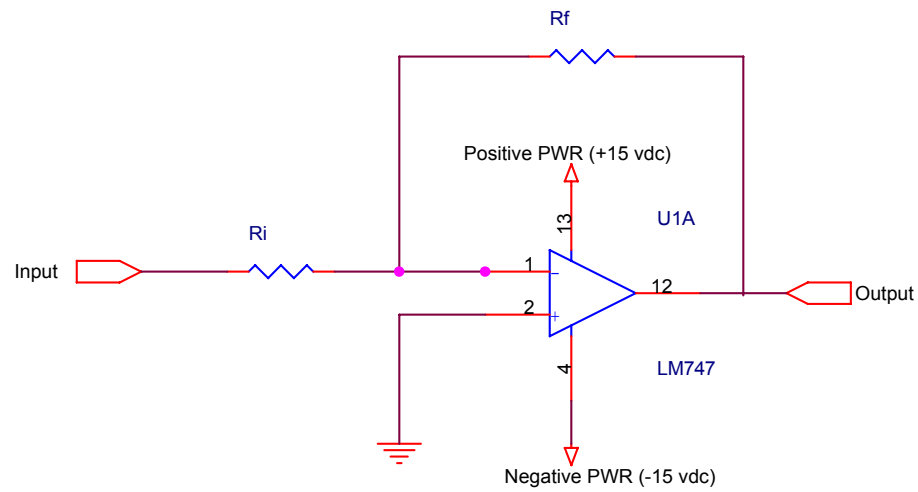 Rf
Positive PWR (+15 vdc)
13
U1A
Ri
Input
1
-
2
+
12
Output
4
LM747
Negative PWR (-15 vdc)